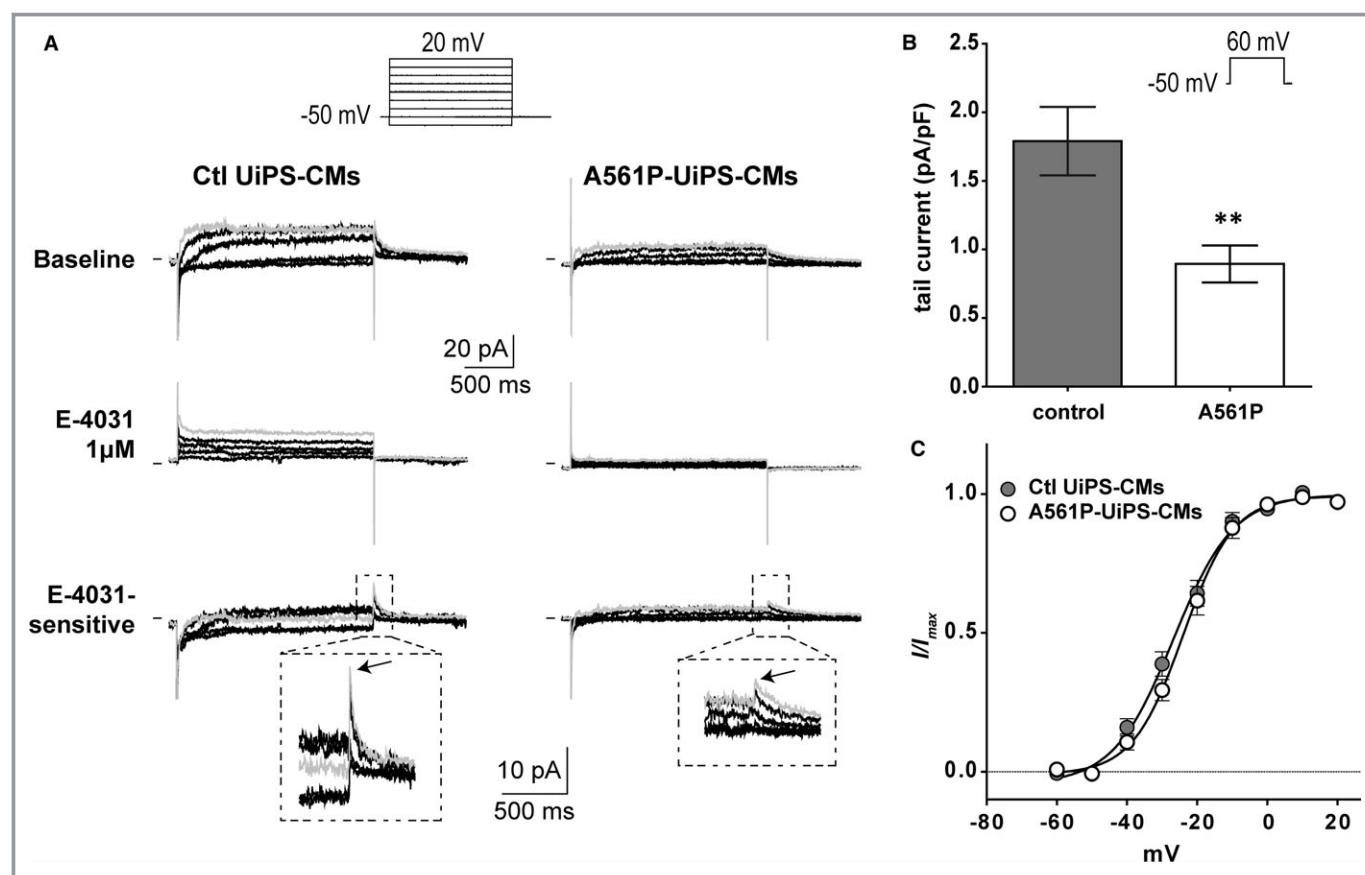 A
20 mV
-50 mV
Ctl UiPS-CMs
A561P-UiPS-CMs
Baseline
20 pA
500 ms
E-4031
1µM
E-4031-
sensitive
10 pA
500 ms
B
60 mV
-50 mV
tail current (pA/pF)
2.5
2.0
1.5
1.0
0.5
0.0
**
control
A561P
C
Ctl UiPS-CMs
A561P-UiPS-CMs
I/Imax
1.0
0.5
0.0
-80 -60 -40 -20 0 20
mV